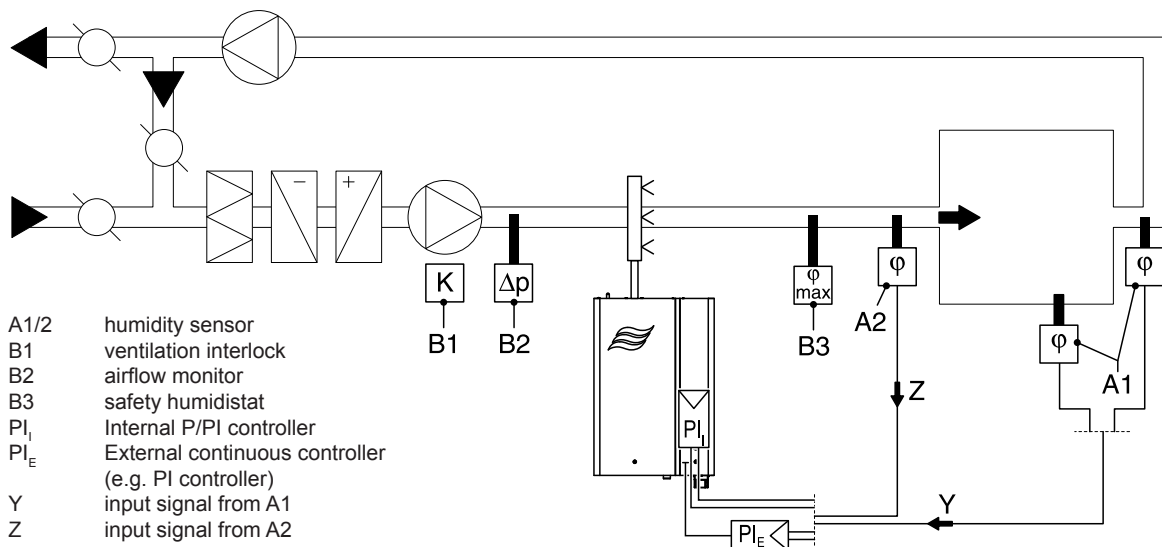 − +
K
Δp
φ max
φ
φ
φ
B1
B2
B3
A2
A1
Z
Y
PI_I
PI_E
A1/2 humidity sensor
B1 ventilation interlock
B2 airflow monitor
B3 safety humidistat
PI_I Internal P/PI controller
PI_E External continuous controller
(e.g. PI controller)
Y input signal from A1
Z input signal from A2